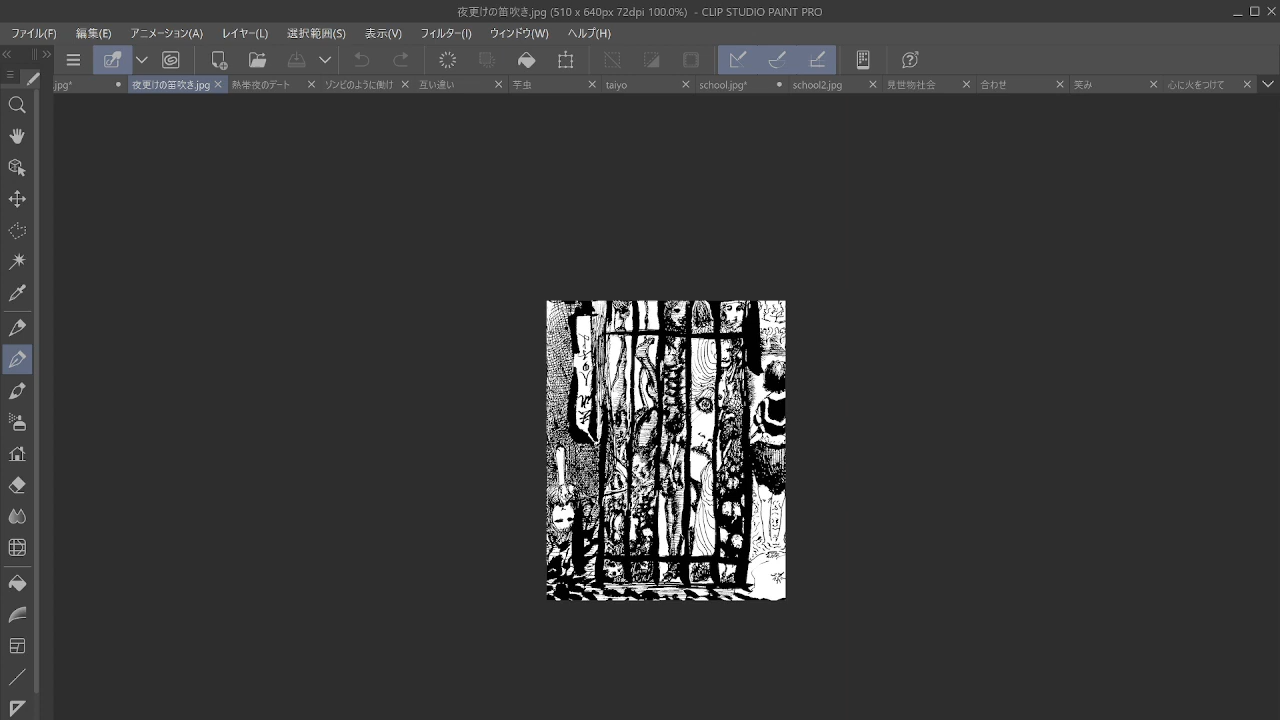 夜更けの笛吹き.jpg (510 x 640px 72dpi 100.0%) - CLIP STUDIO PAINT PRO
ファイル(F) 編集(E) アニメーション(A) レイヤー(L) 選択範囲(S) 表示(V) フィルター(I) ウィンドウ(W) ヘルプ(H)
.jpg* 夜更けの笛吹き.jpg 熱帯夜のデート ゾンビのように働け 互い違い 芋虫 taiyo school.jpg* school2.jpg 見世物社会 合わせ 笑み 心に火をつけて